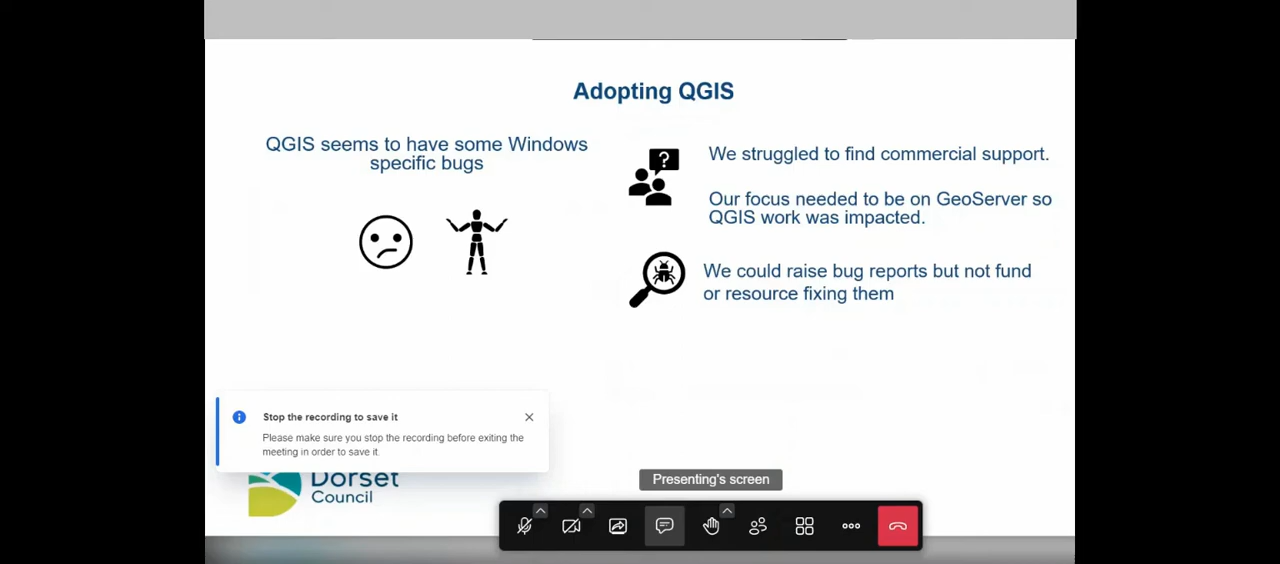 Adopting QGIS
QGIS seems to have some Windows
specific bugs
?
We struggled to find commercial support.
Our focus needed to be on GeoServer so
QGIS work was impacted.
We could raise bug reports but not fund
or resource fixing them
Stop the recording to save it
Please make sure you stop the recording before exiting the
meeting in order to save it.
Dorset
Council
Presenting's screen